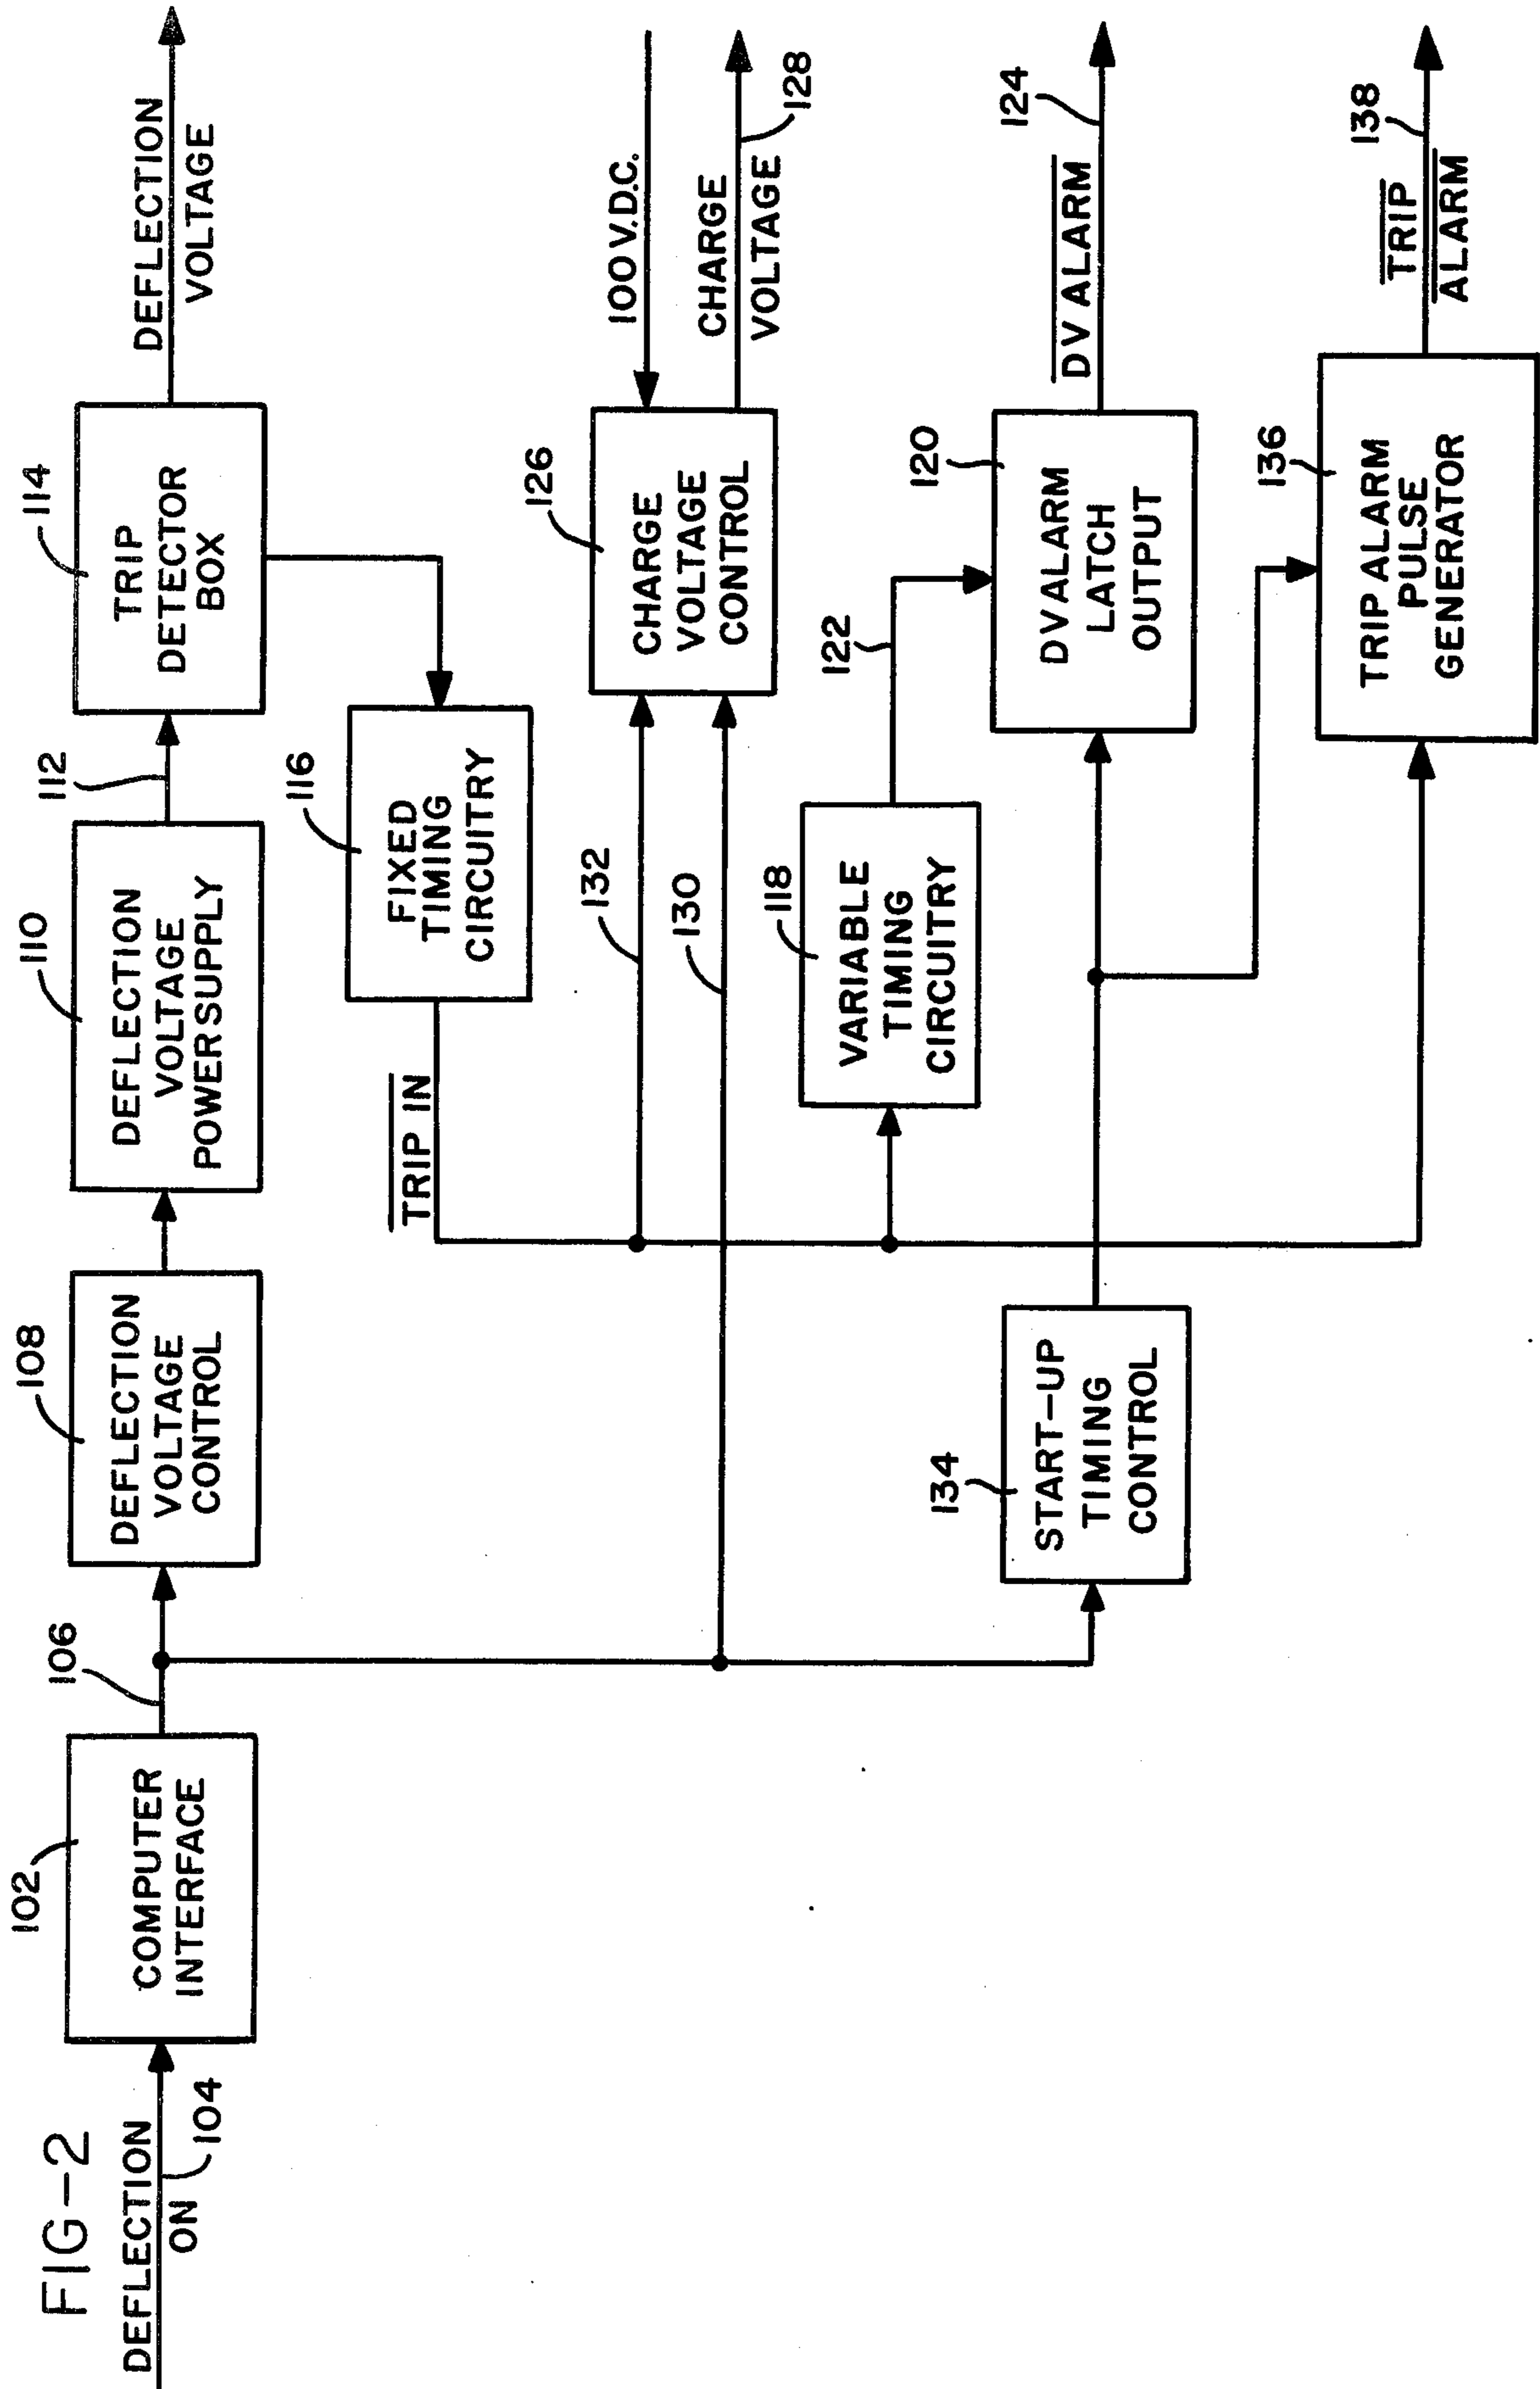 FIG-2
DEFLECTION
ON
104
102
COMPUTER
INTERFACE
106
108
DEFLECTION
VOLTAGE
CONTROL
110
DEFLECTION
VOLTAGE
POWER SUPPLY
112
114
TRIP
DETECTOR
BOX
DEFLECTION
VOLTAGE
116
FIXED
TIMING
CIRCUITRY
TRIP IN
132
130
126
CHARGE
VOLTAGE
CONTROL
100 V.D.C.
CHARGE
VOLTAGE
128
118
VARIABLE
TIMING
CIRCUITRY
122
120
DV ALARM
LATCH
OUTPUT
DV ALARM
124
134
START-UP
TIMING
CONTROL
136
TRIP ALARM
PULSE
GENERATOR
TRIP
ALARM
138